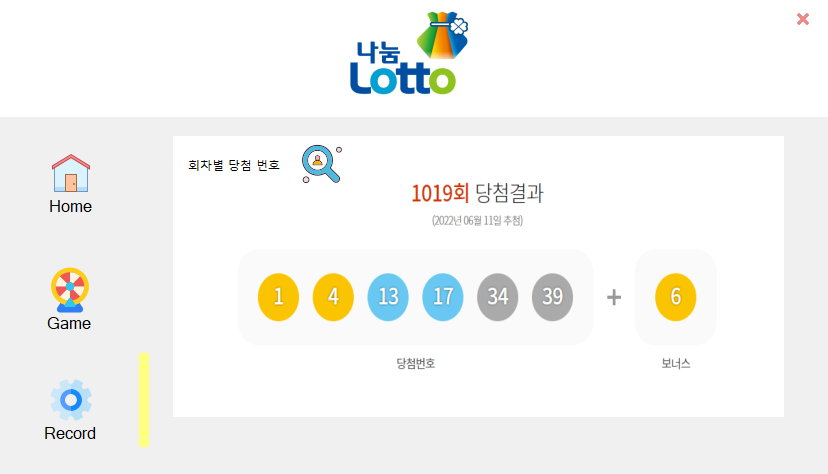 나눔
Lotto
Home
Game
Record
회차별 당첨 번호
1019회 당첨결과
(2022년 06월 11일 추첨)
1 4 13 17 34 39 + 6
당첨번호 보너스